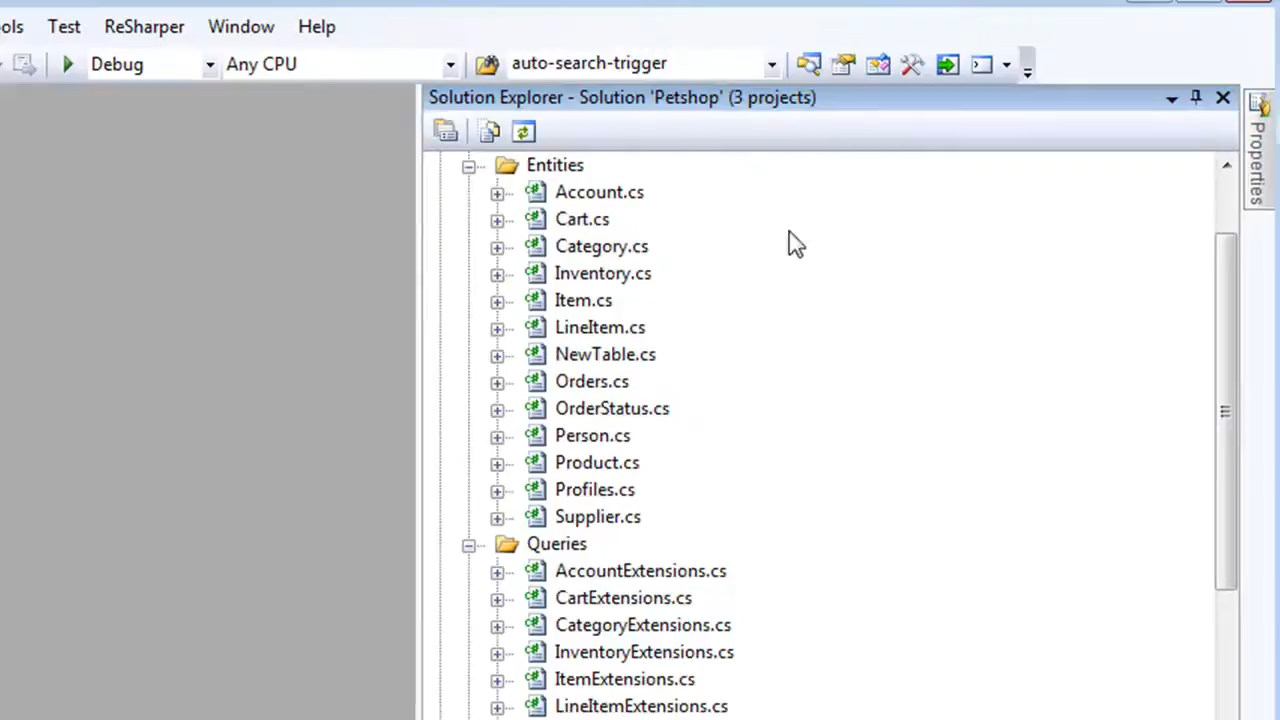 ols Test ReSharper Window Help
Debug Any CPU auto-search-trigger
Solution Explorer - Solution 'Petshop' (3 projects)
Properties
Entities
Account.cs
Cart.cs
Category.cs
Inventory.cs
Item.cs
LineItem.cs
NewTable.cs
Orders.cs
OrderStatus.cs
Person.cs
Product.cs
Profiles.cs
Supplier.cs
Queries
AccountExtensions.cs
CartExtensions.cs
CategoryExtensions.cs
InventoryExtensions.cs
ItemExtensions.cs
LineItemExtensions.cs